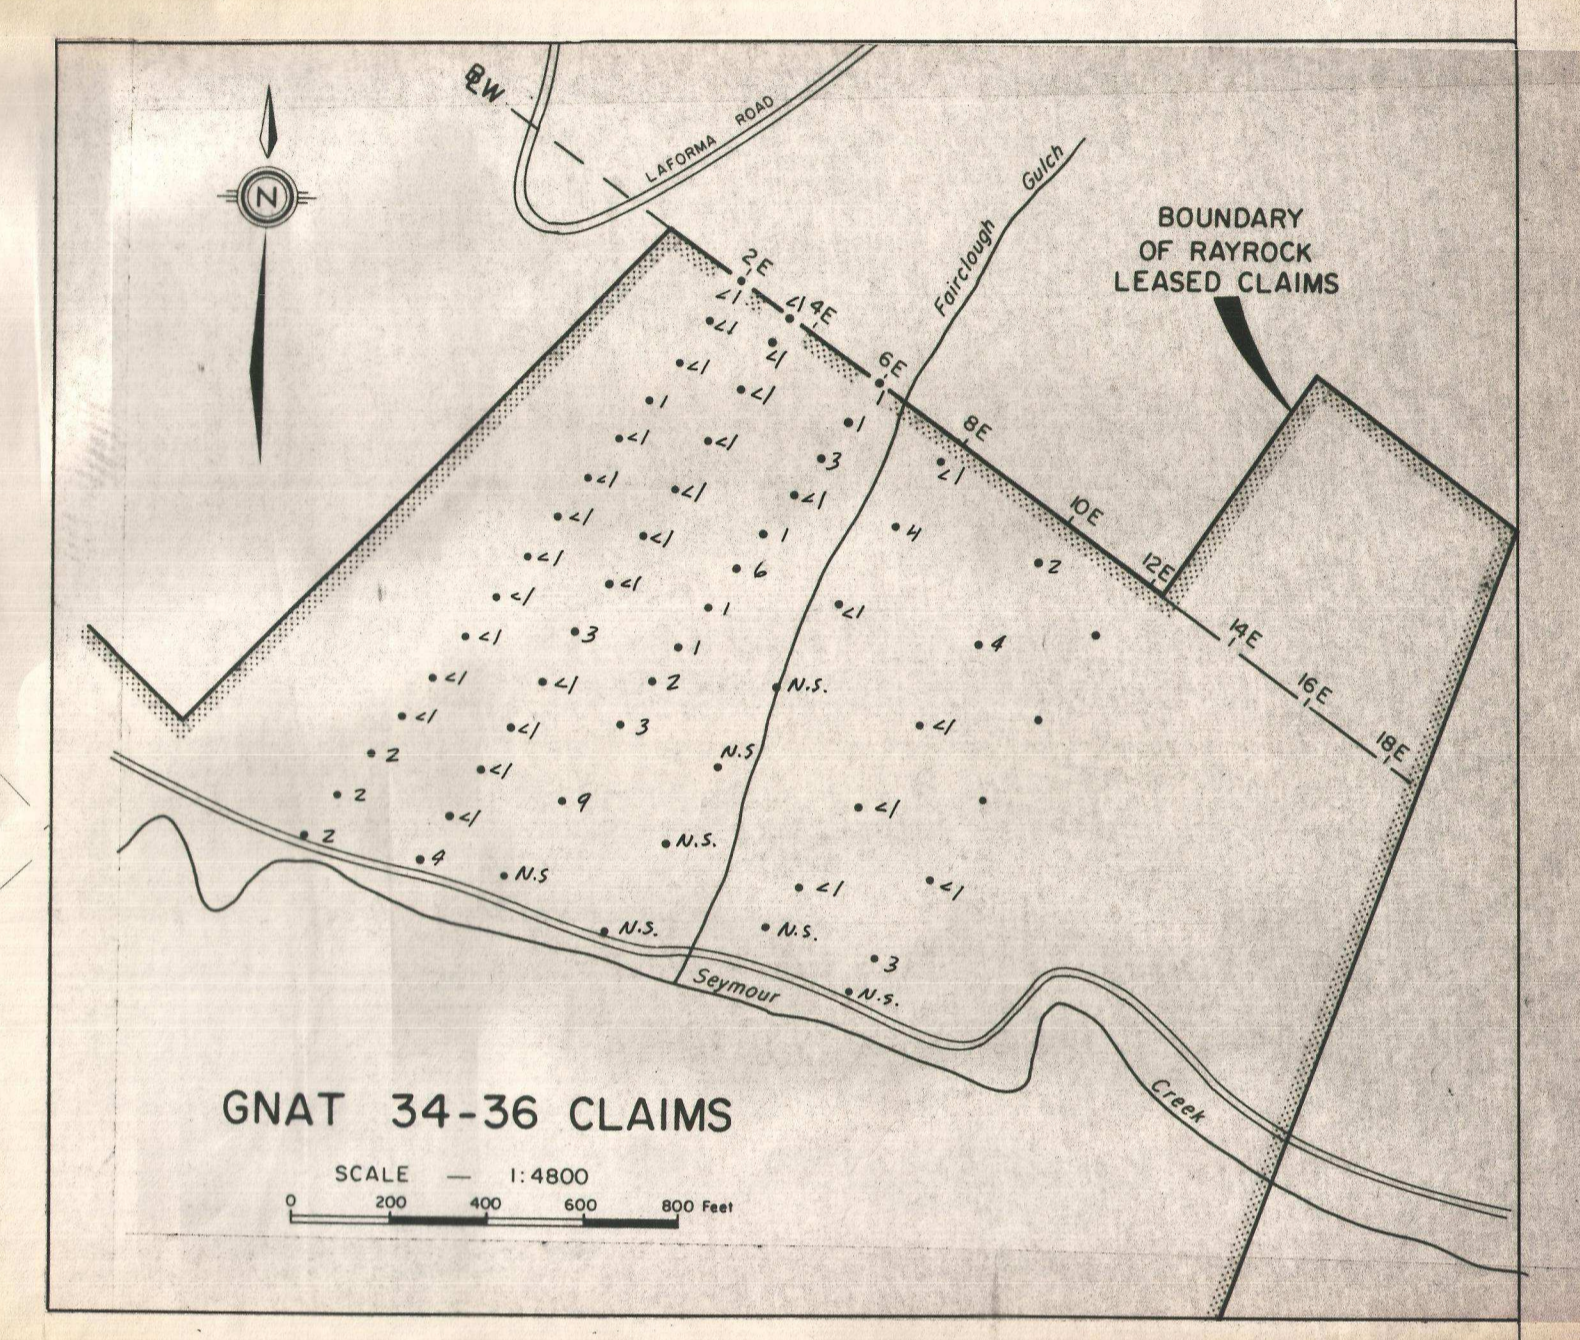 LAFORMA ROAD
N
Fairclough Gulch
BOUNDARY
OF RAYROCK
LEASED CLAIMS
2E
<1
<1 4E
<1
<1
<1
6E
<1
1
1
1
8E
<1
<1
3
<1
<1
<1
<1
10E
<1
4
<1
1
<1
12E
2
6
<1
<1
<1
1
<1
14E
<1
3
1
4
<1
<1
2
N.S.
16E
<1
<1
3
<1
18E
2
<1
N.S
2
9
<1
<1
2
N.S.
4
N.S
<1
<1
N.S.
N.S.
3
N.S.
Seymour
Creek
GNAT 34-36 CLAIMS
SCALE — 1:4800
0 200 400 600 800 Feet